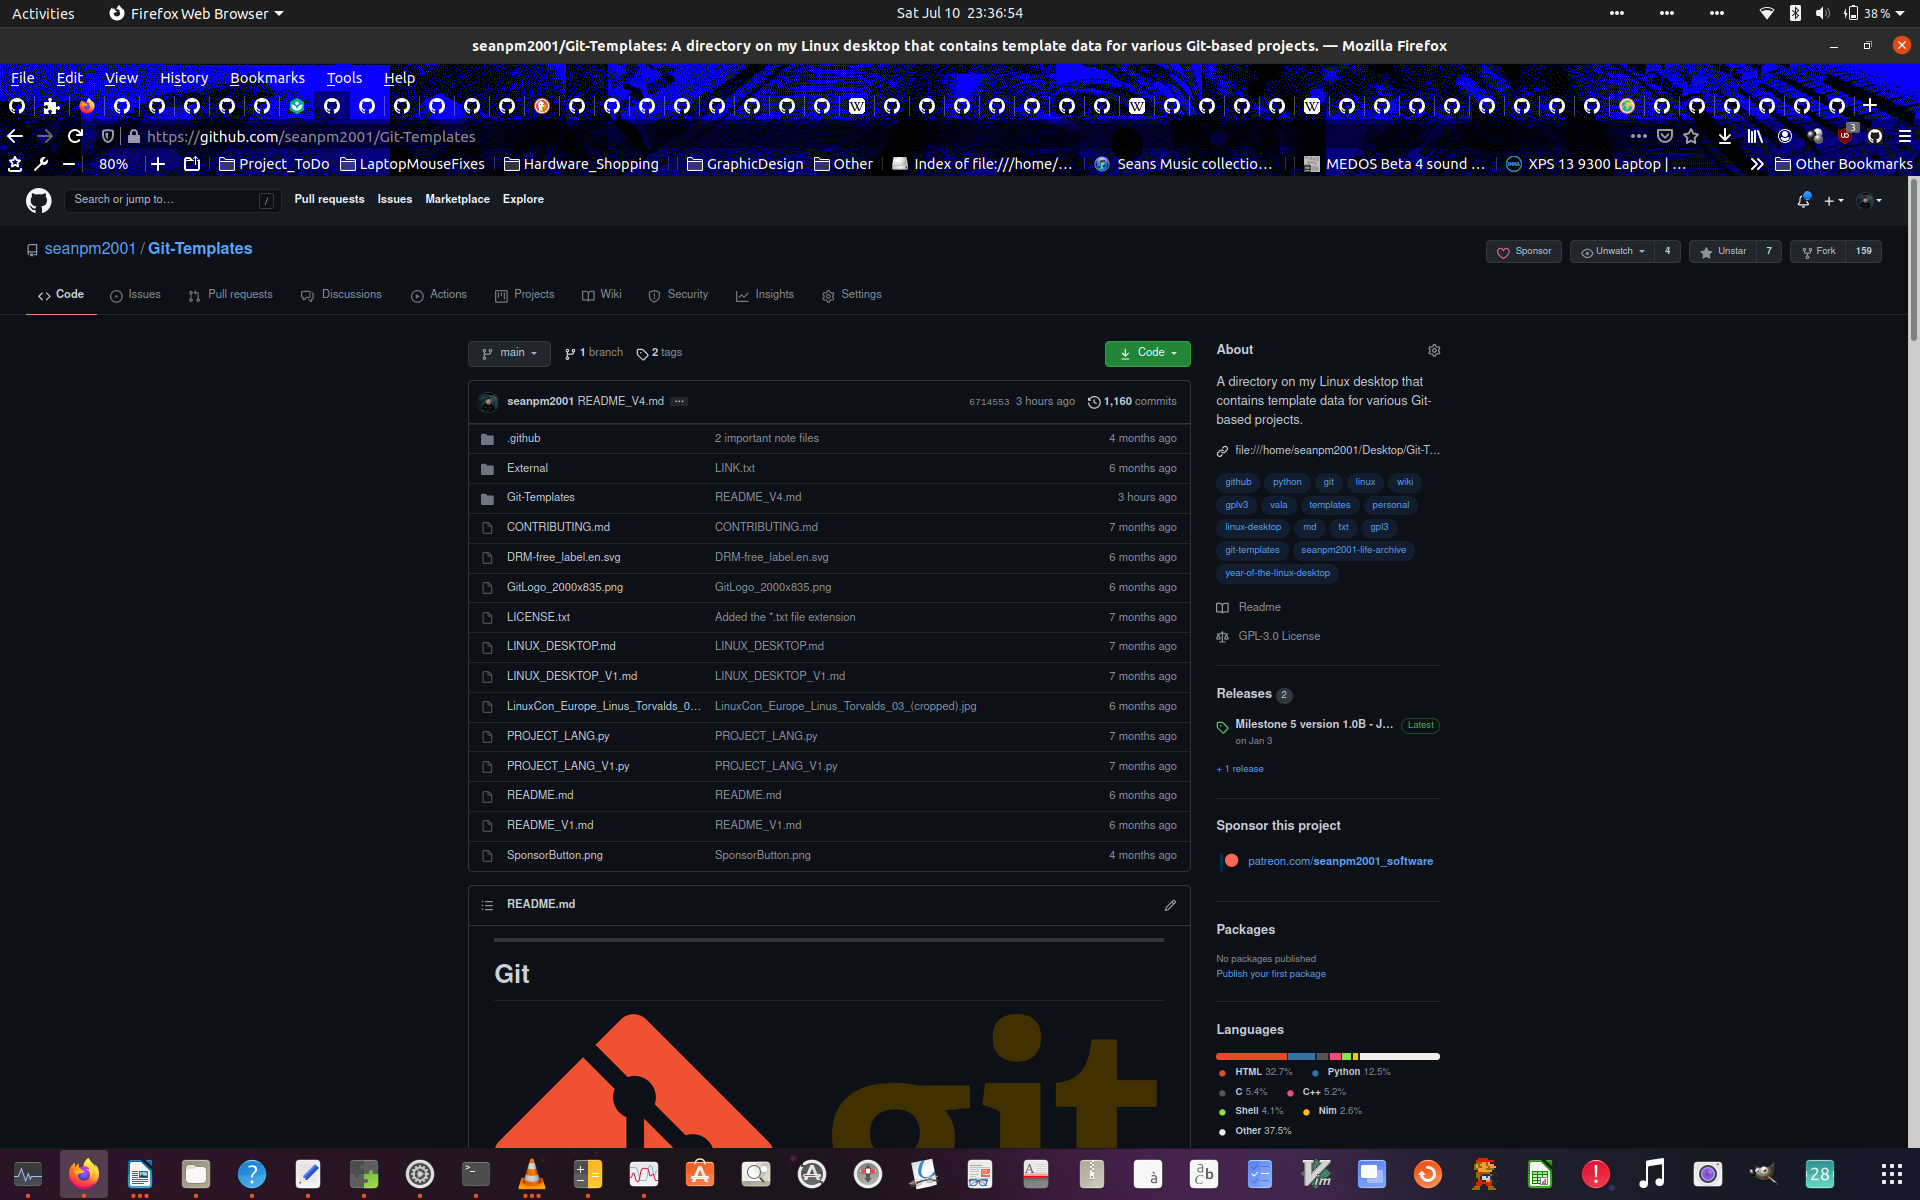 Activities
Firefox Web Browser
Sat Jul 10 23:36:54
38 %
seanpm2001/Git-Templates: A directory on my Linux desktop that contains template data for various Git-based projects. — Mozilla Firefox
File Edit View History Bookmarks Tools Help
https://github.com/seanpm2001/Git-Templates
3
80%
Project_ToDo
LaptopMouseFixes
Hardware_Shopping
GraphicDesign
Other
Index of file:///home/…
Seans Music collectio…
MEDOS Beta 4 sound …
XPS 13 9300 Laptop | …
Other Bookmarks
Search or jump to…
/
Pull requests Issues Marketplace Explore
seanpm2001 / Git-Templates
Sponsor
Unwatch 4
Unstar 7
Fork 159
Code
Issues
Pull requests
Discussions
Actions
Projects
Wiki
Security
Insights
Settings
main
1 branch
2 tags
Code
seanpm2001 README_V4.md ...
6714553 3 hours ago
1,160 commits
.github 2 important note files 4 months ago
External LINK.txt 6 months ago
Git-Templates README_V4.md 3 hours ago
CONTRIBUTING.md CONTRIBUTING.md 7 months ago
DRM-free_label.en.svg DRM-free_label.en.svg 6 months ago
GitLogo_2000x835.png GitLogo_2000x835.png 6 months ago
LICENSE.txt Added the *.txt file extension 7 months ago
LINUX_DESKTOP.md LINUX_DESKTOP.md 7 months ago
LINUX_DESKTOP_V1.md LINUX_DESKTOP_V1.md 7 months ago
LinuxCon_Europe_Linus_Torvalds_0… LinuxCon_Europe_Linus_Torvalds_03_(cropped).jpg 6 months ago
PROJECT_LANG.py PROJECT_LANG.py 7 months ago
PROJECT_LANG_V1.py PROJECT_LANG_V1.py 7 months ago
README.md README.md 6 months ago
README_V1.md README_V1.md 6 months ago
SponsorButton.png SponsorButton.png 4 months ago
README.md
Git
git
About
A directory on my Linux desktop that
contains template data for various Git-
based projects.
file:///home/seanpm2001/Desktop/Git-T…
github python git linux wiki
gplv3 vala templates personal
linux-desktop md txt gpl3
git-templates seanpm2001-life-archive
year-of-the-linux-desktop
Readme
GPL-3.0 License
Releases 2
Milestone 5 version 1.0B - J… Latest
on Jan 3
+ 1 release
Sponsor this project
patreon.com/seanpm2001_software
Packages
No packages published
Publish your first package
Languages
HTML 32.7% Python 12.5%
C 5.4% C++ 5.2%
Shell 4.1% Nim 2.6%
Other 37.5%
28